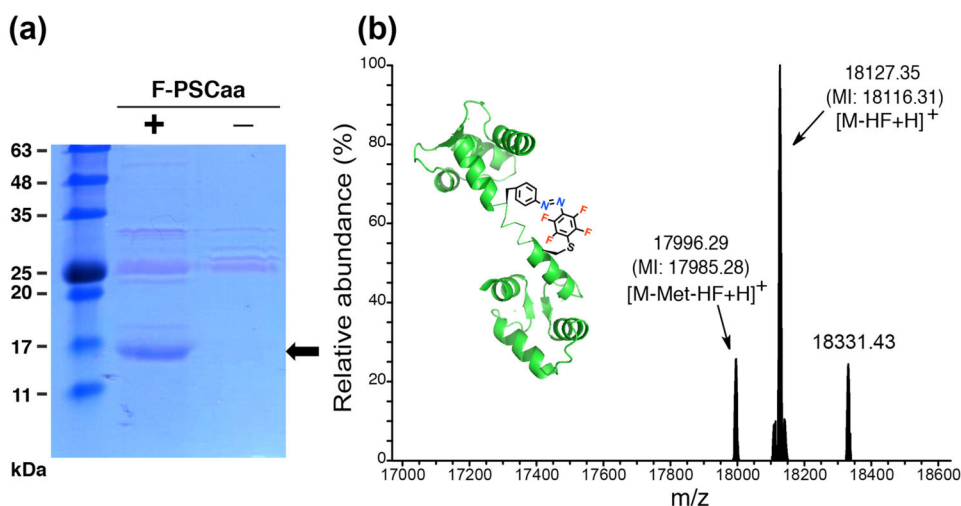 (a)
F-PSCaa
+ −
63
48
35
25
20
17
11
kDa
(b)
Relative abundance (%)
100
80
60
40
20
0
18127.35
(MI: 18116.31)
[M-HF+H]+
17996.29
(MI: 17985.28)
[M-Met-HF+H]+
18331.43
N=N
F
F
F
F
S
17000 17200 17400 17600 17800 18000 18200 18400 18600
m/z